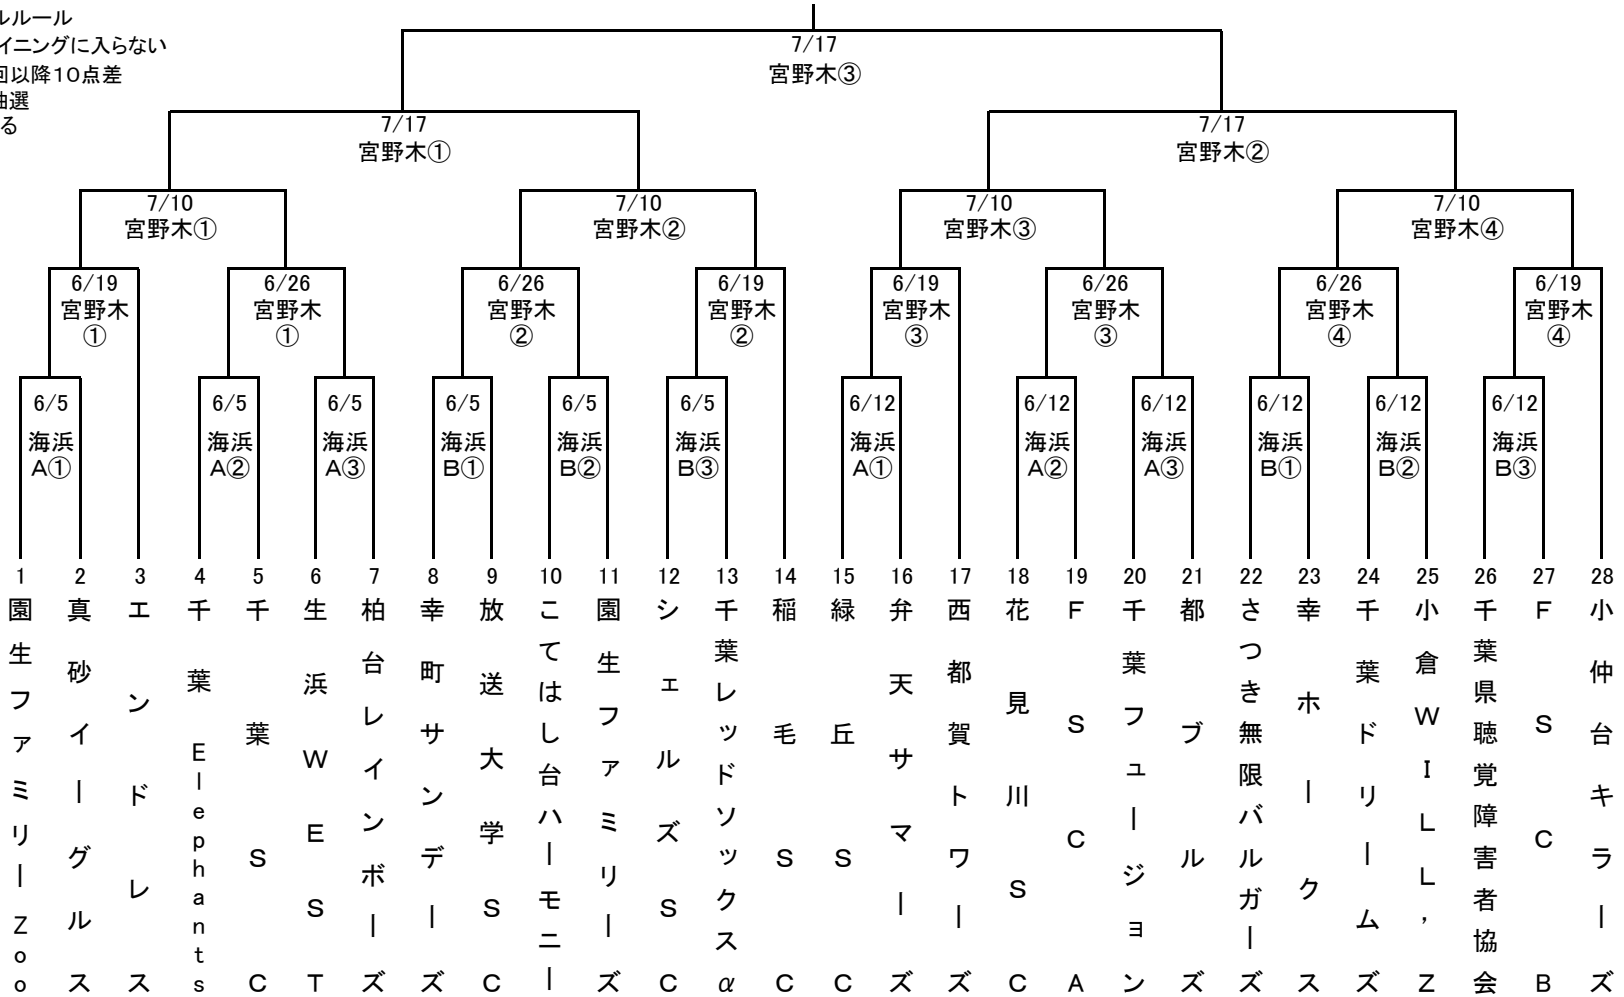 ルルール
イニングに入らない
回以降１０点差
抽選
る
7/17
宮野木③
7/17
宮野木①
7/17
宮野木②
7/10
宮野木①
7/10
宮野木②
7/10
宮野木③
7/10
宮野木④
6/19
宮野木
①
6/26
宮野木
①
6/26
宮野木
②
6/19
宮野木
②
6/19
宮野木
③
6/26
宮野木
③
6/26
宮野木
④
6/19
宮野木
④
6/5
海浜
A①
6/5
海浜
A②
6/5
海浜
A③
6/5
海浜
B①
6/5
海浜
B②
6/5
海浜
B③
6/12
海浜
A①
6/12
海浜
A②
6/12
海浜
A③
6/12
海浜
B①
6/12
海浜
B②
6/12
海浜
B③
1
園生ファミリーZoo
2
真砂イーグルス
3
エンドレス
4
千葉Elephants
5
千葉SC
6
生浜WEST
7
柏台レインボーズ
8
幸町サンデーズ
9
放送大学SC
10
こてはし台ハーモニー
11
園生ファミリーズ
12
シェルズSC
13
千葉レッドソックスα
14
稲毛SC
15
緑丘SC
16
弁天サマーズ
17
西都賀トワーズ
18
花見川SC
19
FSCA
20
千葉フュージョン
21
都ブルズ
22
さつき無限バルガーズ
23
幸ホークス
24
千葉ドリームズ
25
小倉WILL’Z
26
千葉県聴覚障害者協会
27
FSCB
28
小仲台キラーズ